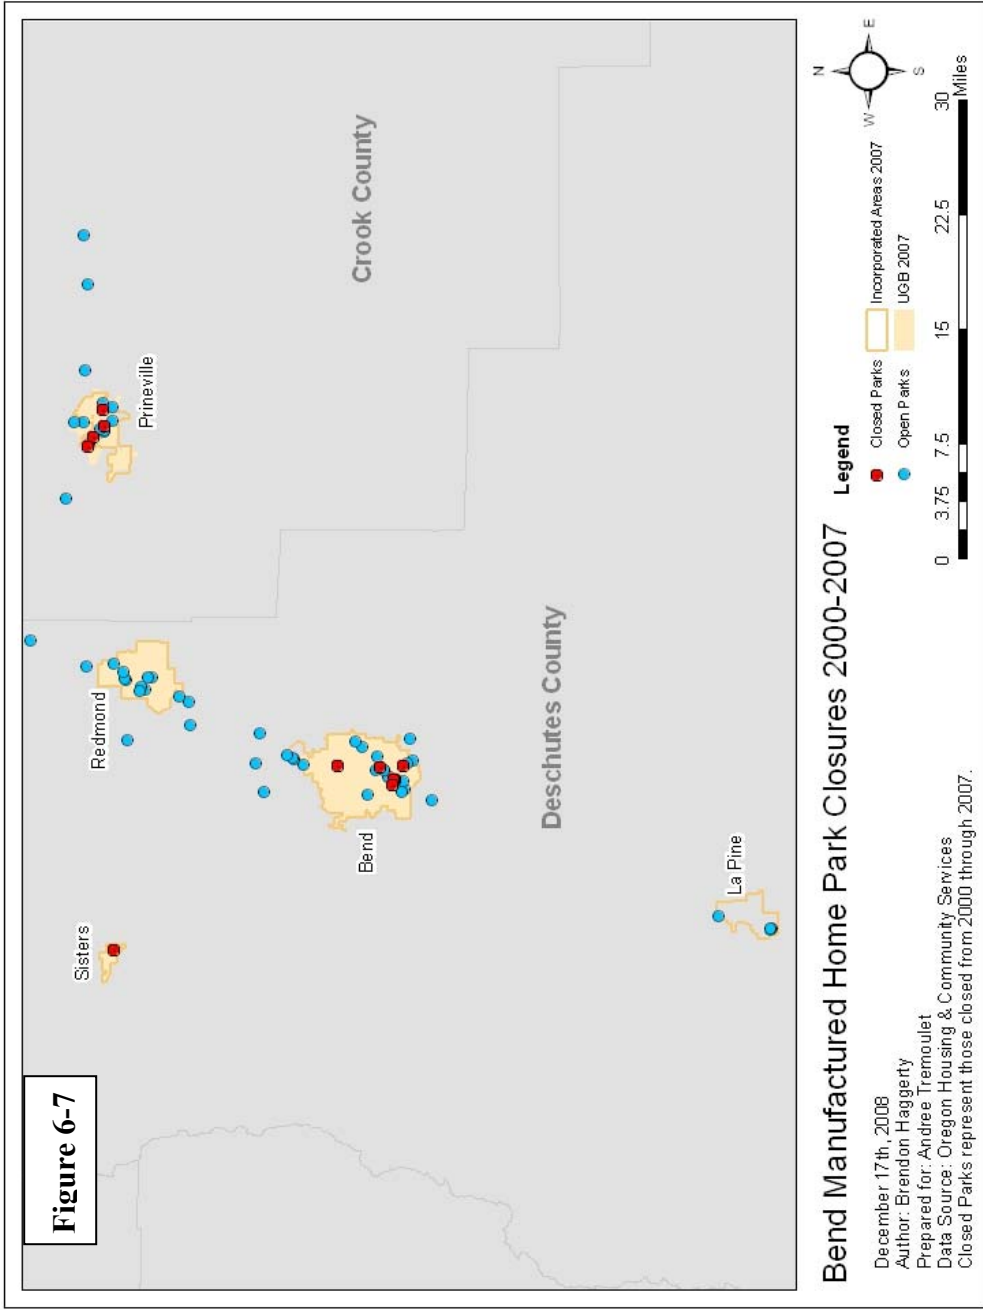 Figure 6-7
Sisters
Redmond
Prineville
Bend
La Pine
Crook County
Deschutes County
Bend Manufactured Home Park Closures 2000-2007
December 17th, 2008
Author: Brendon Haggerty
Prepared for: Andree Tremoulet
Data Source: Oregon Housing & Community Services
Closed Parks represent those closed from 2000 through 2007.
Legend
Closed Parks
Open Parks
Incorporated Areas 2007
UGB 2007
N
W
E
S
0 3.75 7.5 15 22.5 30
Miles